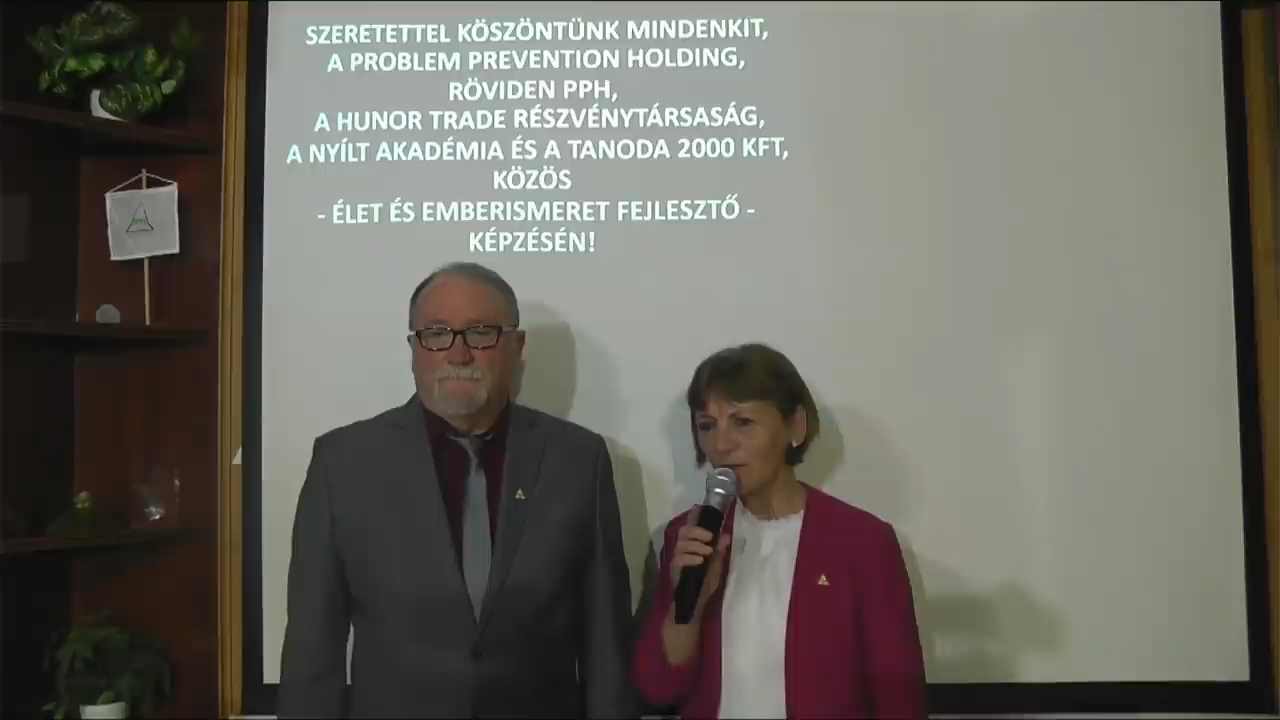 SZERETETTEL KÖSZÖNTÜNK MINDENKIT,
A PROBLEM PREVENTION HOLDING,
RÖVIDEN PPH,
A HUNOR TRADE RÉSZVÉNYTÁRSASÁG,
A NYÍLT AKADÉMIA ÉS A TANODA 2000 KFT,
KÖZÖS
- ÉLET ÉS EMBERISMERET FEJLESZTŐ -
KÉPZÉSÉN!